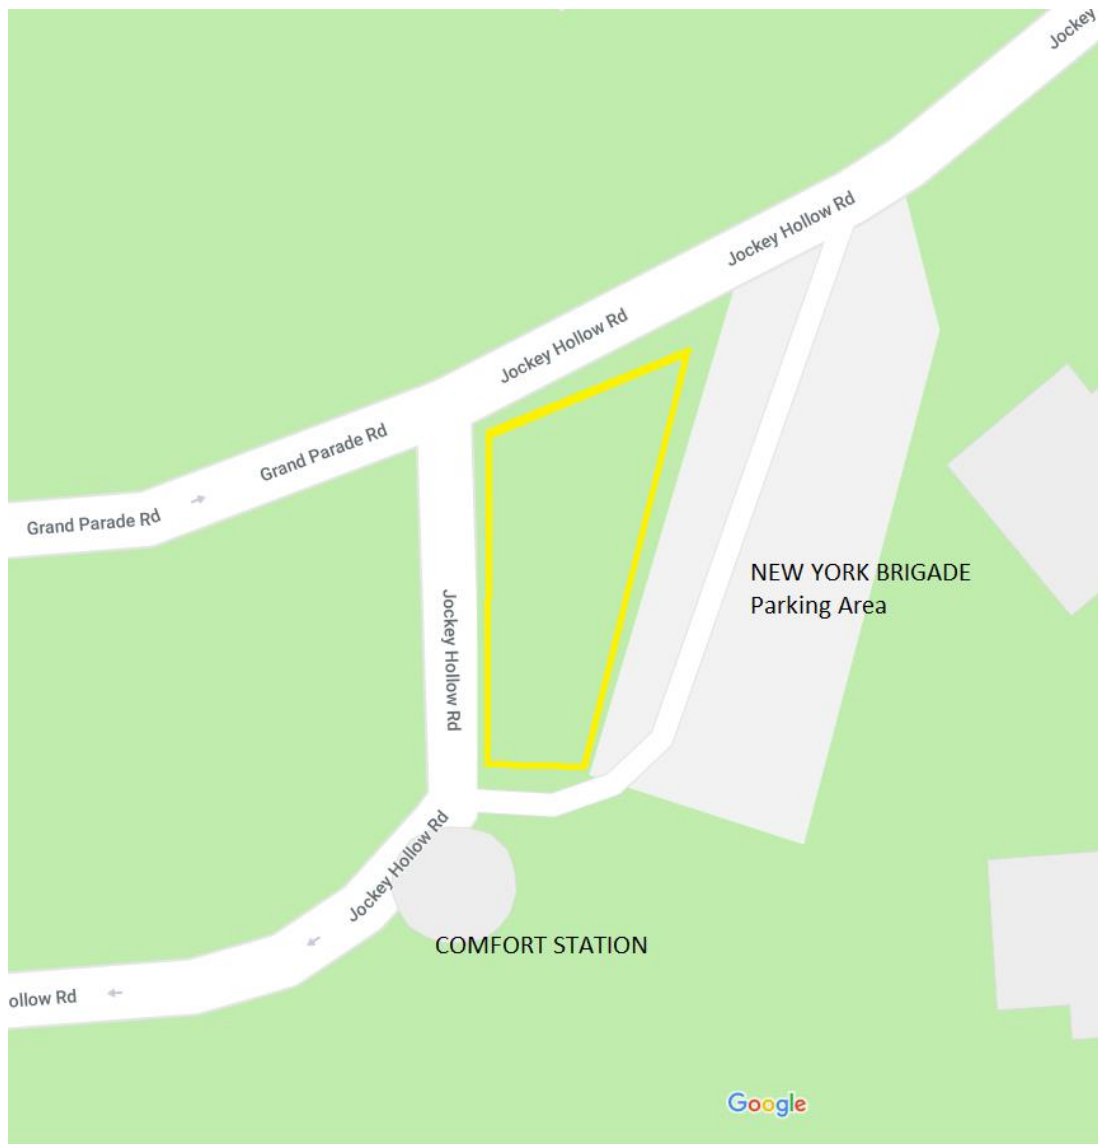 Jockey
Jockey Hollow Rd
Jockey Hollow Rd
Grand Parade Rd
Grand Parade Rd
NEW YORK BRIGADE
Parking Area
Jockey Hollow Rd
Jockey Hollow Rd
COMFORT STATION
ollow Rd
Google